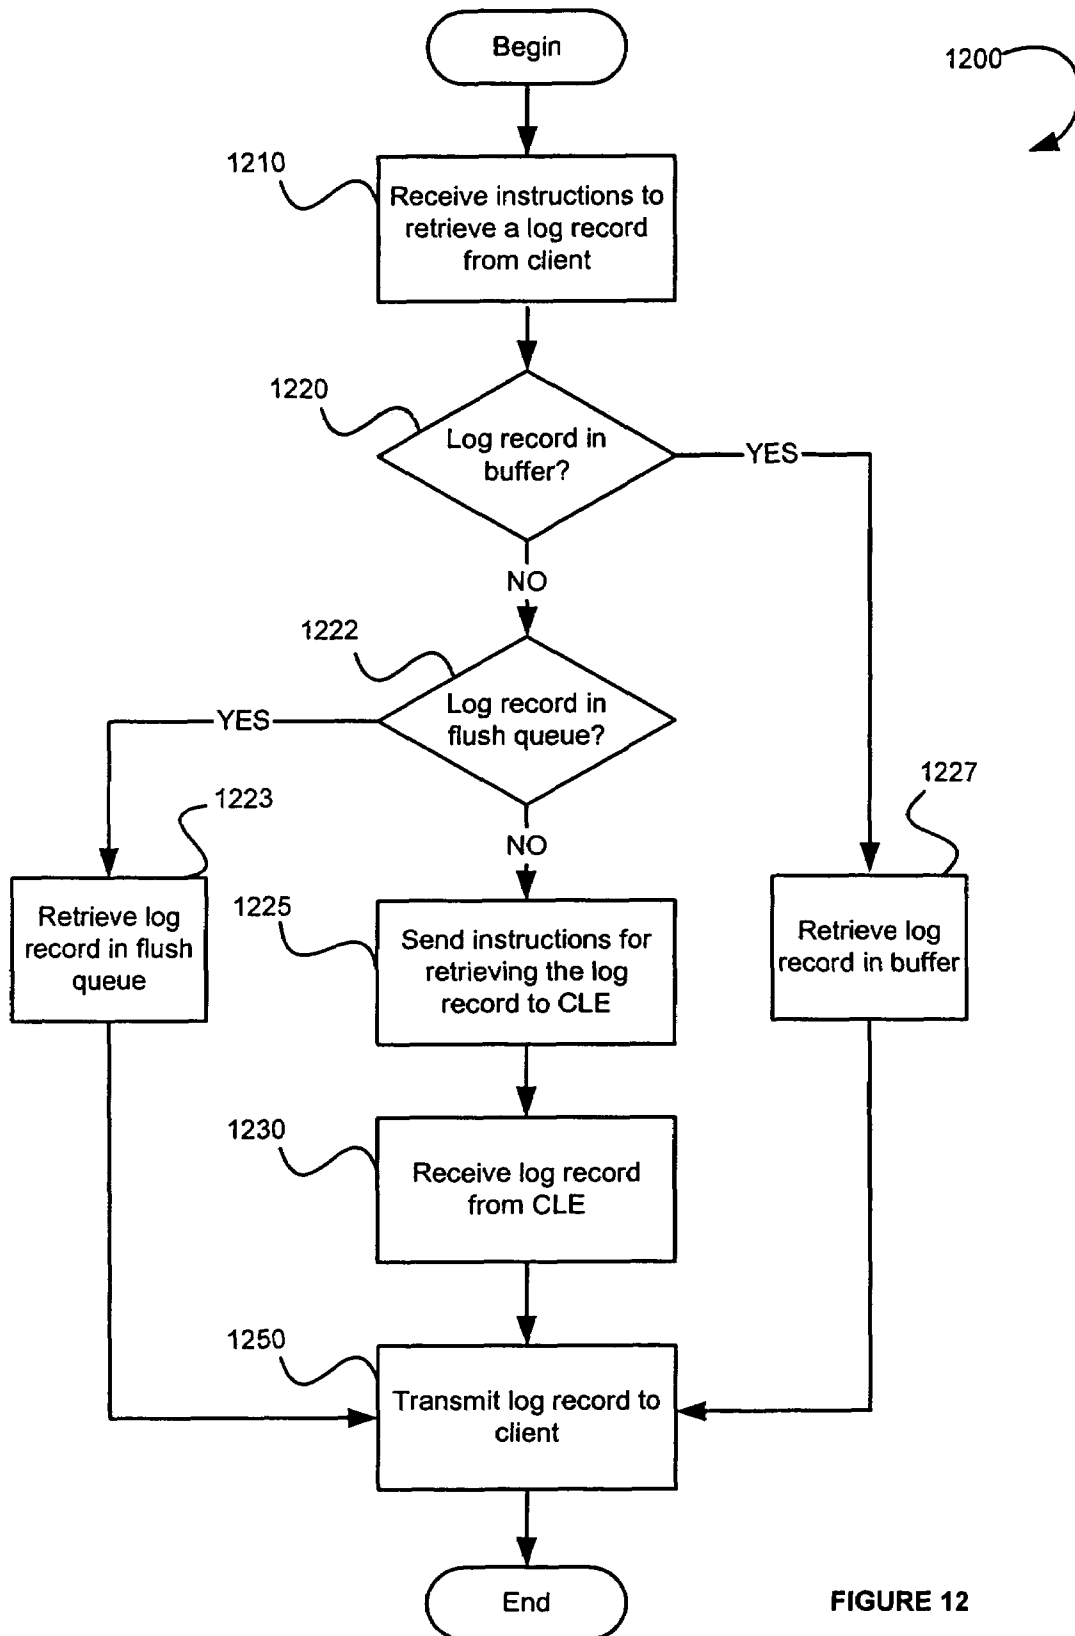 Begin
1200
1210
Receive instructions to
retrieve a log record
from client
1220
Log record in
buffer?
YES
NO
1222
Log record in
flush queue?
YES
1223
1227
NO
Retrieve log
record in flush
queue
1225
Send instructions for
retrieving the log
record to CLE
Retrieve log
record in buffer
1230
Receive log record
from CLE
1250
Transmit log record to
client
End
FIGURE 12